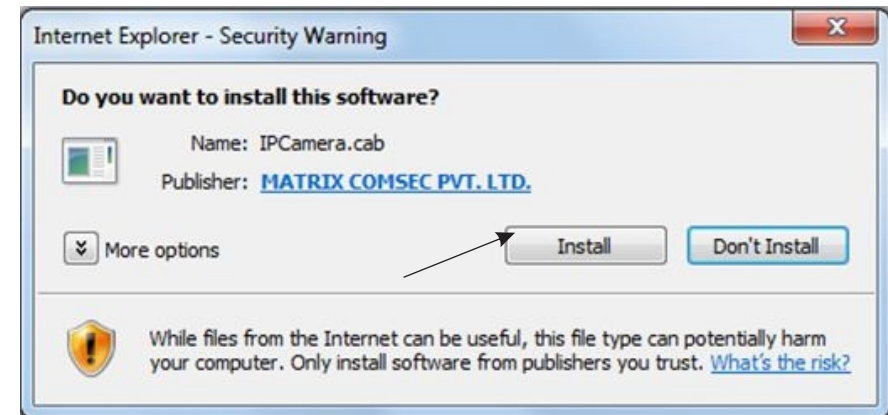 Internet Explorer - Security Warning
Do you want to install this software?
Name: IPCamera.cab
Publisher: MATRIX COMSEC PVT. LTD.
More options
Install
Don't Install
While files from the Internet can be useful, this file type can potentially harm
your computer. Only install software from publishers you trust. What's the risk?